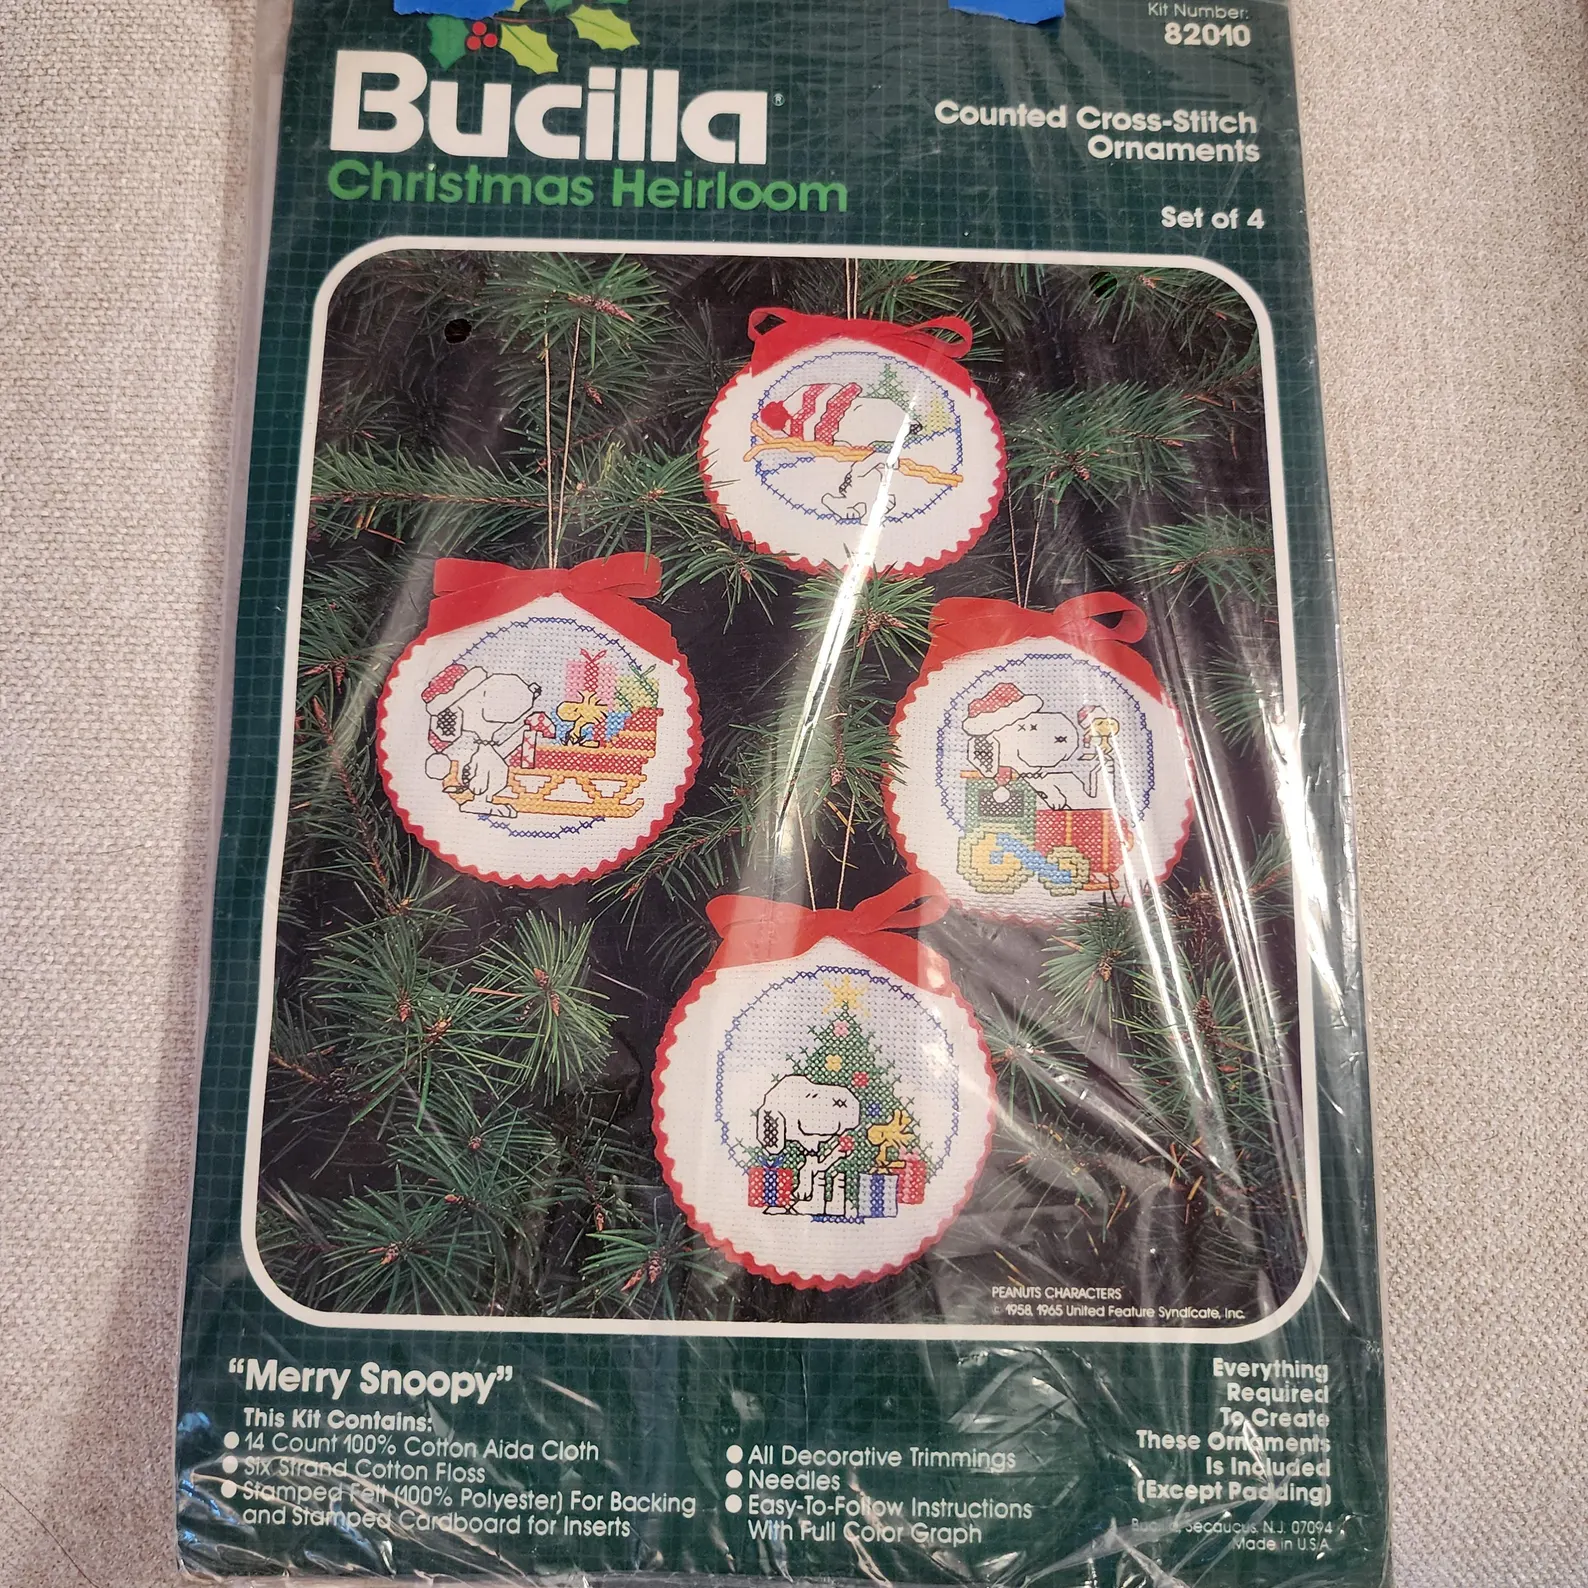 Kit Number:
82010
Bucilla®
Christmas Heirloom
Counted Cross-Stitch
Ornaments
Set of 4
PEANUTS CHARACTERS
© 1958, 1965 United Feature Syndicate, Inc.
"Merry Snoopy"
This Kit Contains:
● 14 Count 100% Cotton Aida Cloth
● Six Strand Cotton Floss
● Stamped Felt (100% Polyester) For Backing
and Stamped Cardboard for Inserts
● All Decorative Trimmings
● Needles
● Easy-To-Follow Instructions
With Full Color Graph
Everything
Required
To Create
These Ornaments
Is Included
(Except Padding)
Bucilla, Secaucus, N.J. 07094
Made in U.S.A.